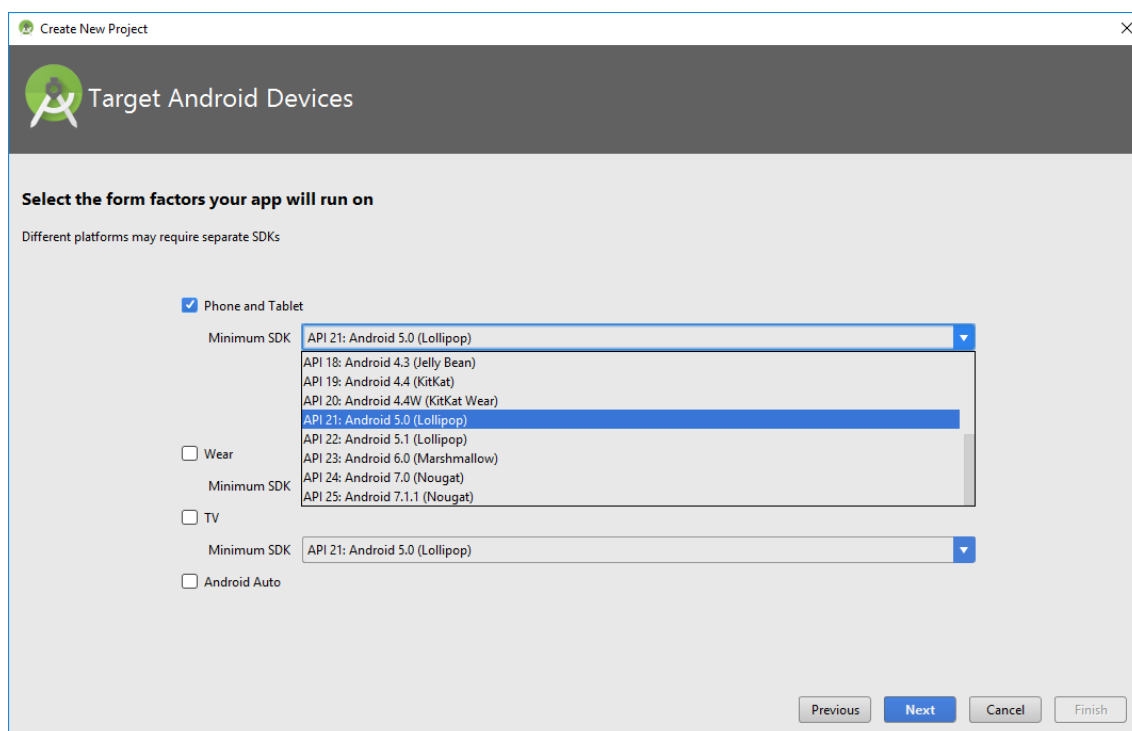 Create New Project
Target Android Devices
Select the form factors your app will run on
Different platforms may require separate SDKs
Phone and Tablet
Minimum SDK API 21: Android 5.0 (Lollipop)
API 18: Android 4.3 (Jelly Bean)
API 19: Android 4.4 (KitKat)
API 20: Android 4.4W (KitKat Wear)
API 21: Android 5.0 (Lollipop)
API 22: Android 5.1 (Lollipop)
Wear
API 23: Android 6.0 (Marshmallow)
API 24: Android 7.0 (Nougat)
Minimum SDK
API 25: Android 7.1.1 (Nougat)
TV
Minimum SDK API 21: Android 5.0 (Lollipop)
Android Auto
Previous Next Cancel Finish